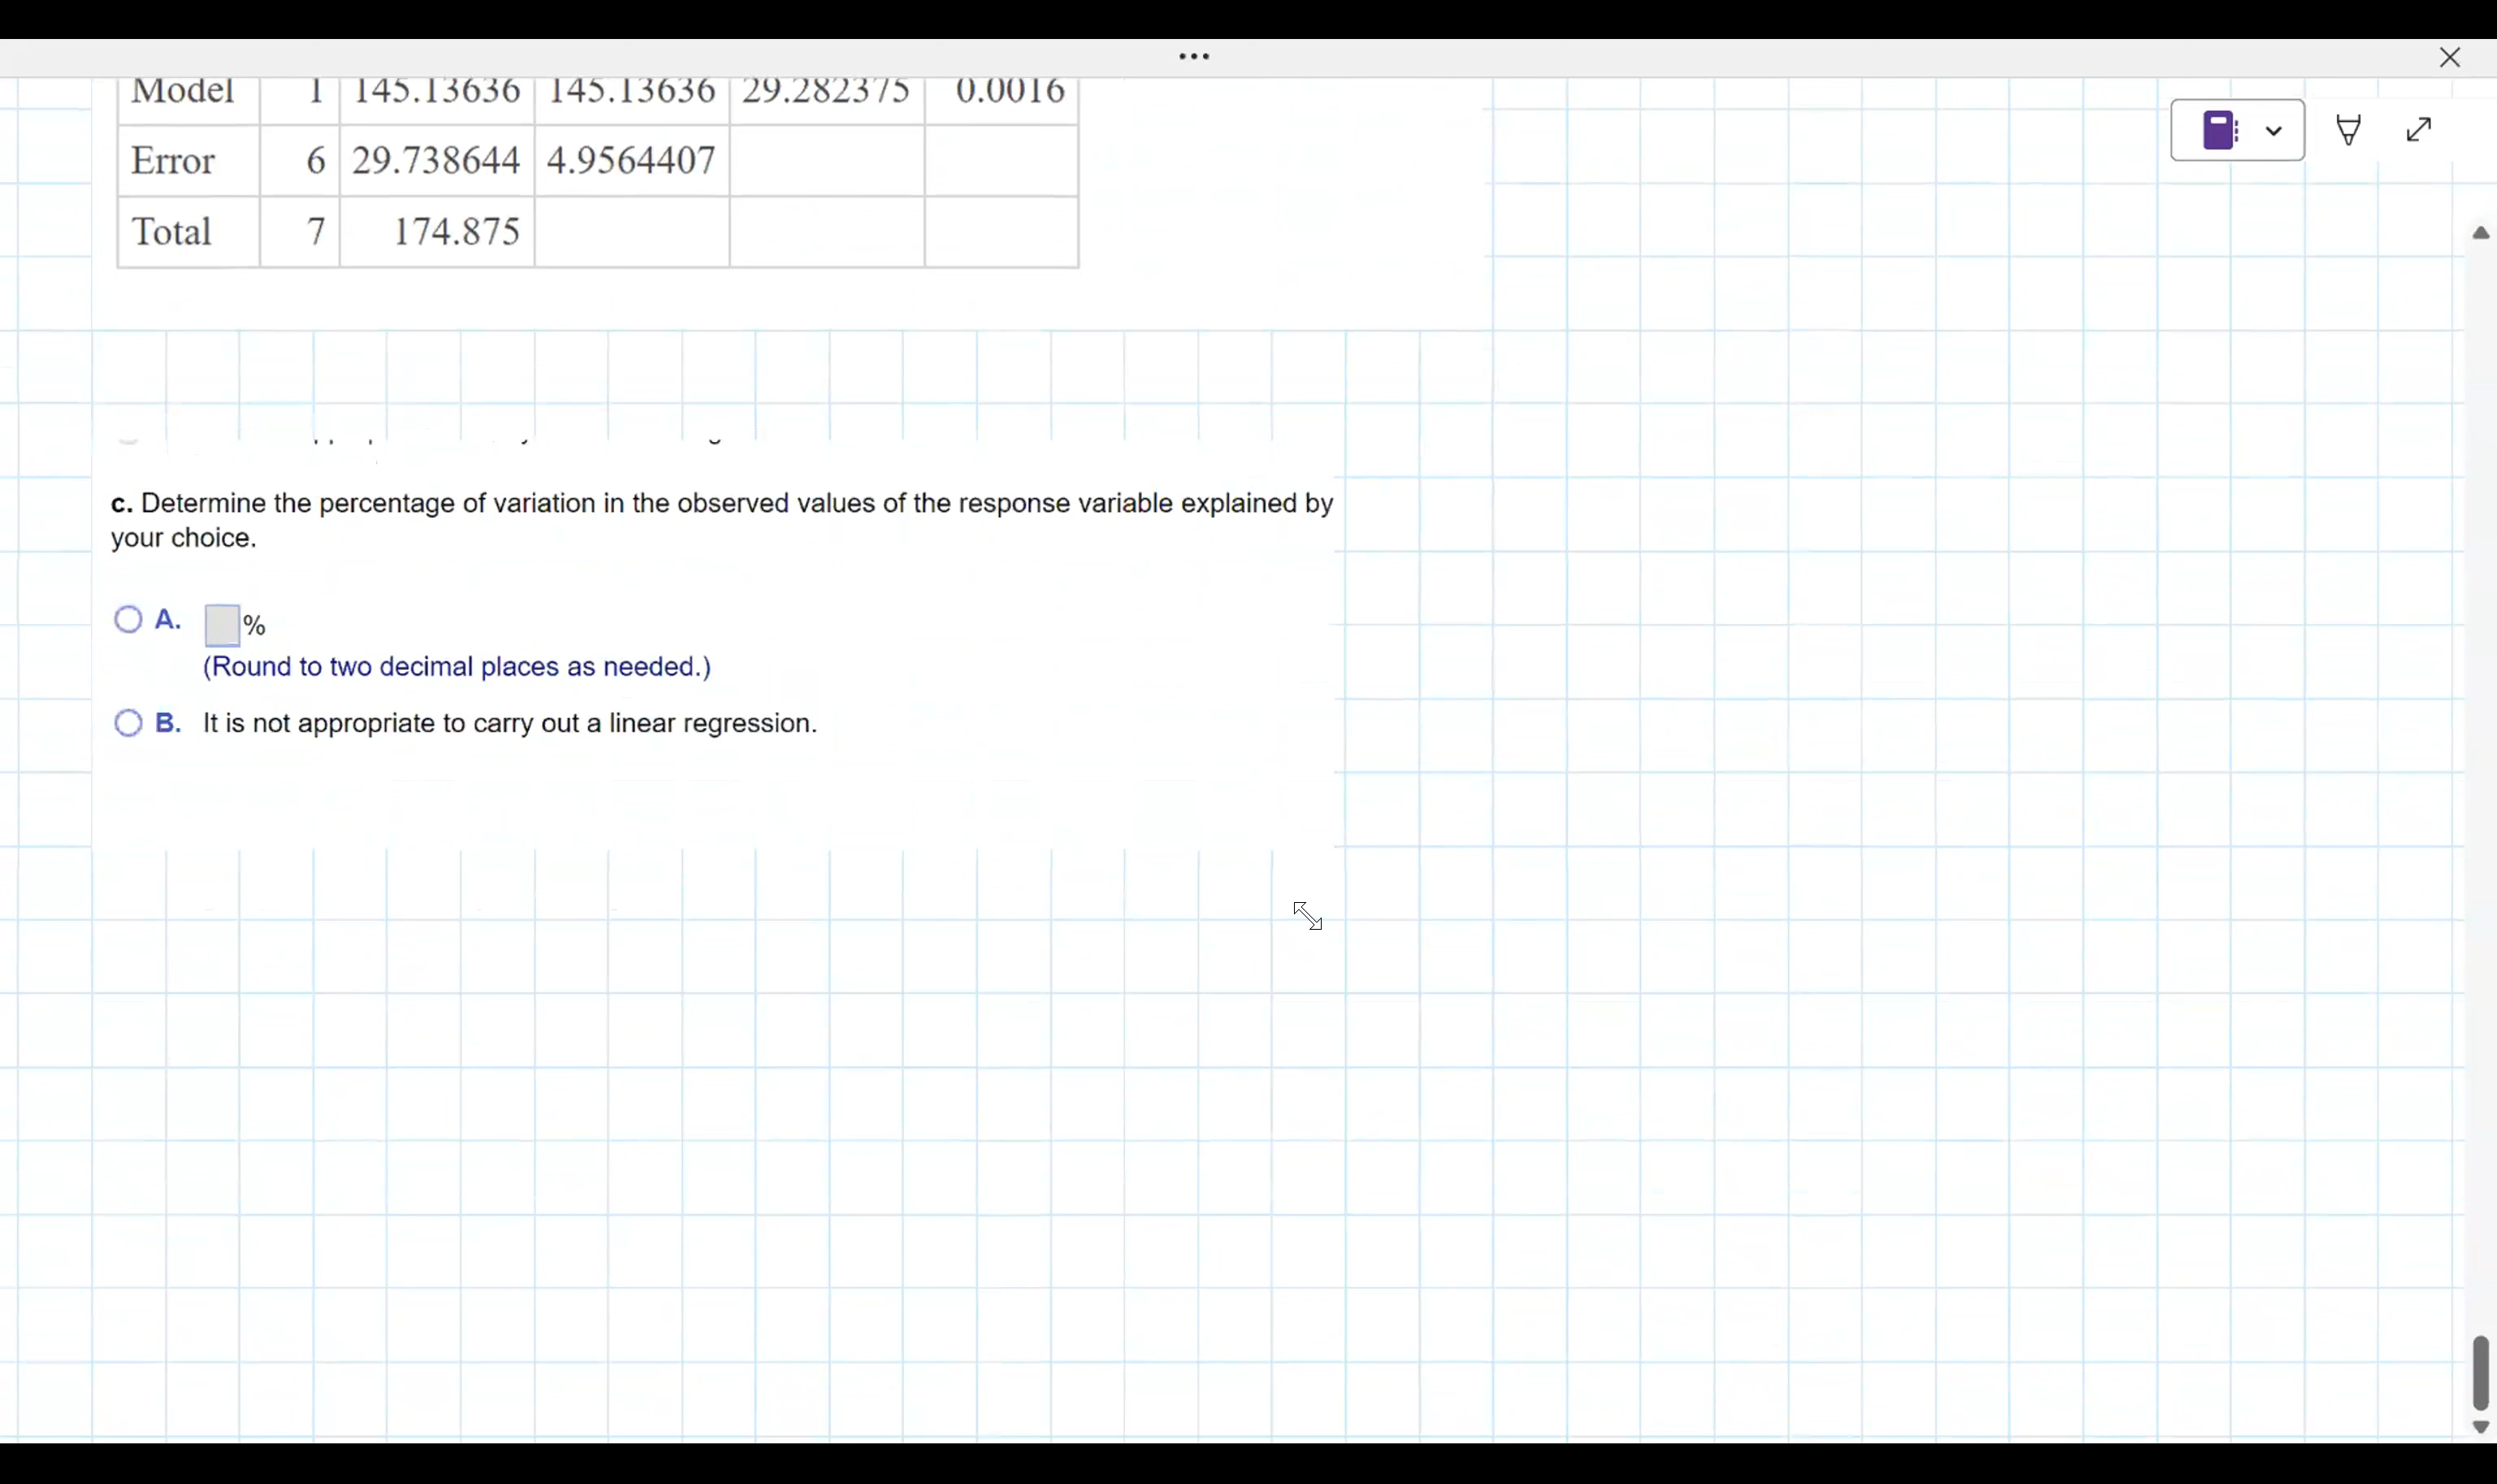 Model 1 145.13636 145.13636 29.282375 0.0016
Error 6 29.738644 4.9564407
Total 7 174.875
c. Determine the percentage of variation in the observed values of the response variable explained by
your choice.
A. %
(Round to two decimal places as needed.)
B. It is not appropriate to carry out a linear regression.